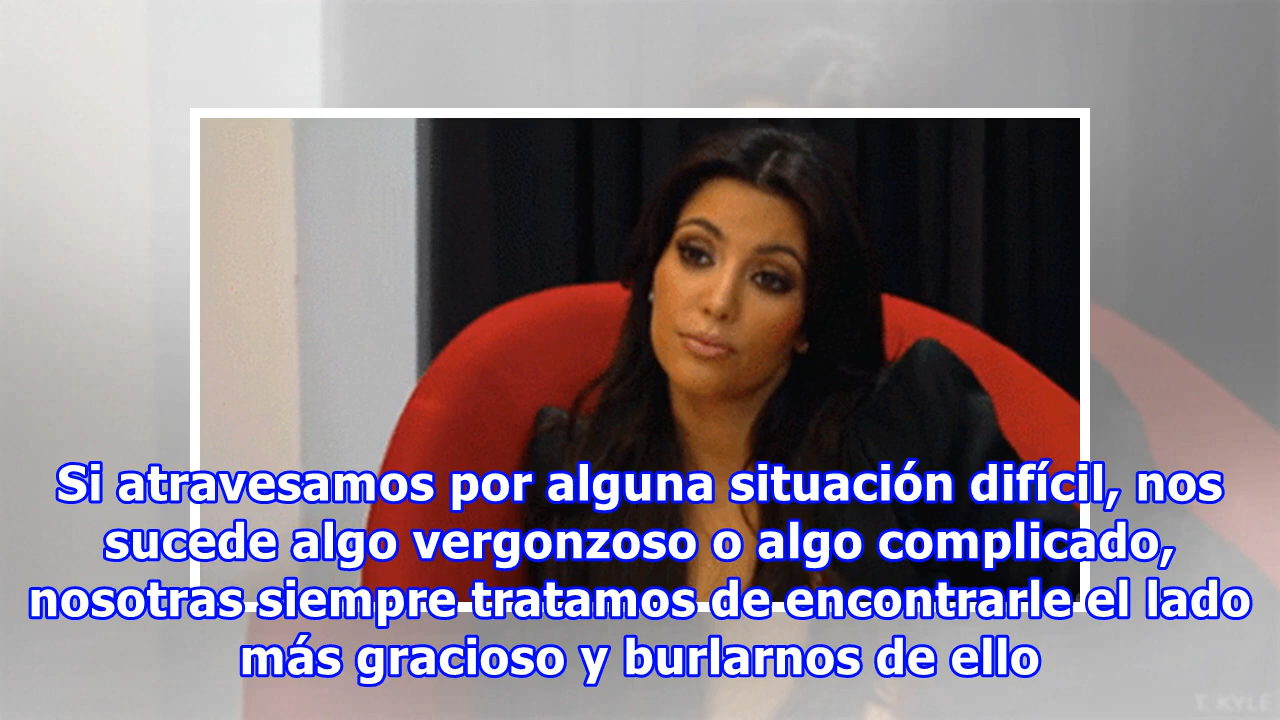 Si atravesamos por alguna situación difícil, nos
sucede algo vergonzoso o algo complicado,
nosotras siempre tratamos de encontrarle el lado
más gracioso y burlarnos de ello
T. KYLE